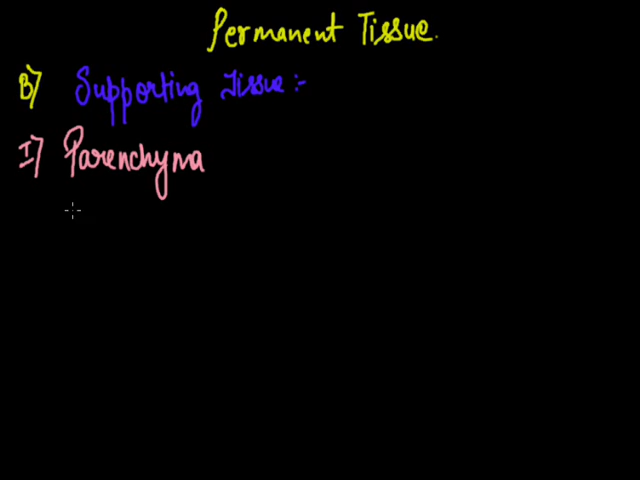 Permanent Tissue.
B) Supporting Tissue :-
I) Parenchyma